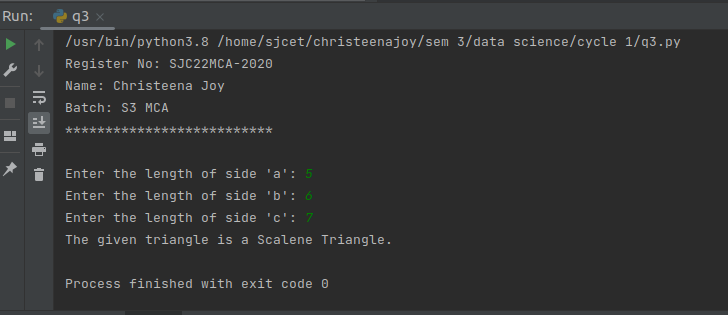 Run: q3
/usr/bin/python3.8 /home/sjcet/christeenajoy/sem 3/data science/cycle 1/q3.py
Register No: SJC22MCA-2020
Name: Christeena Joy
Batch: S3 MCA
**************************
Enter the length of side 'a': 5
Enter the length of side 'b': 6
Enter the length of side 'c': 7
The given triangle is a Scalene Triangle.
Process finished with exit code 0